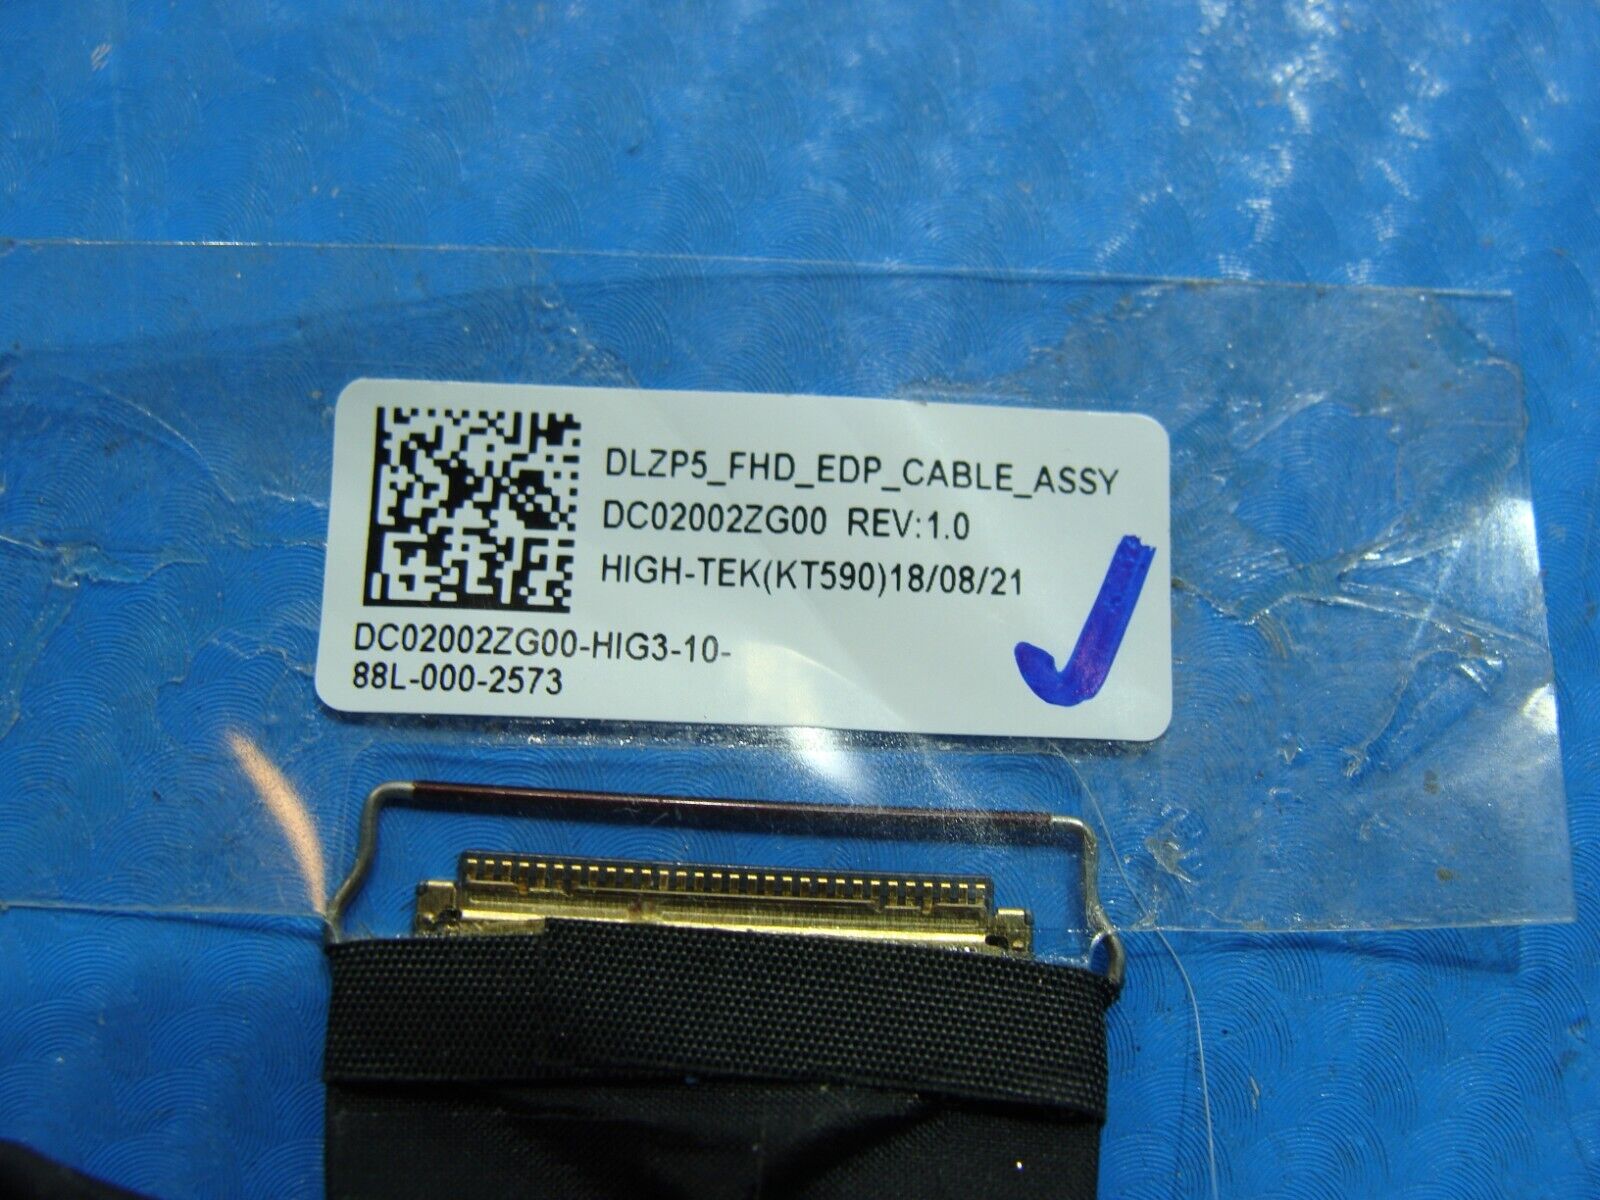 DLZP5_FHD_EDP_CABLE_ASSY
DC02002ZG00 REV:1.0
HIGH-TEK(KT590)18/08/21
DC02002ZG00-HIG3-10-
88L-000-2573